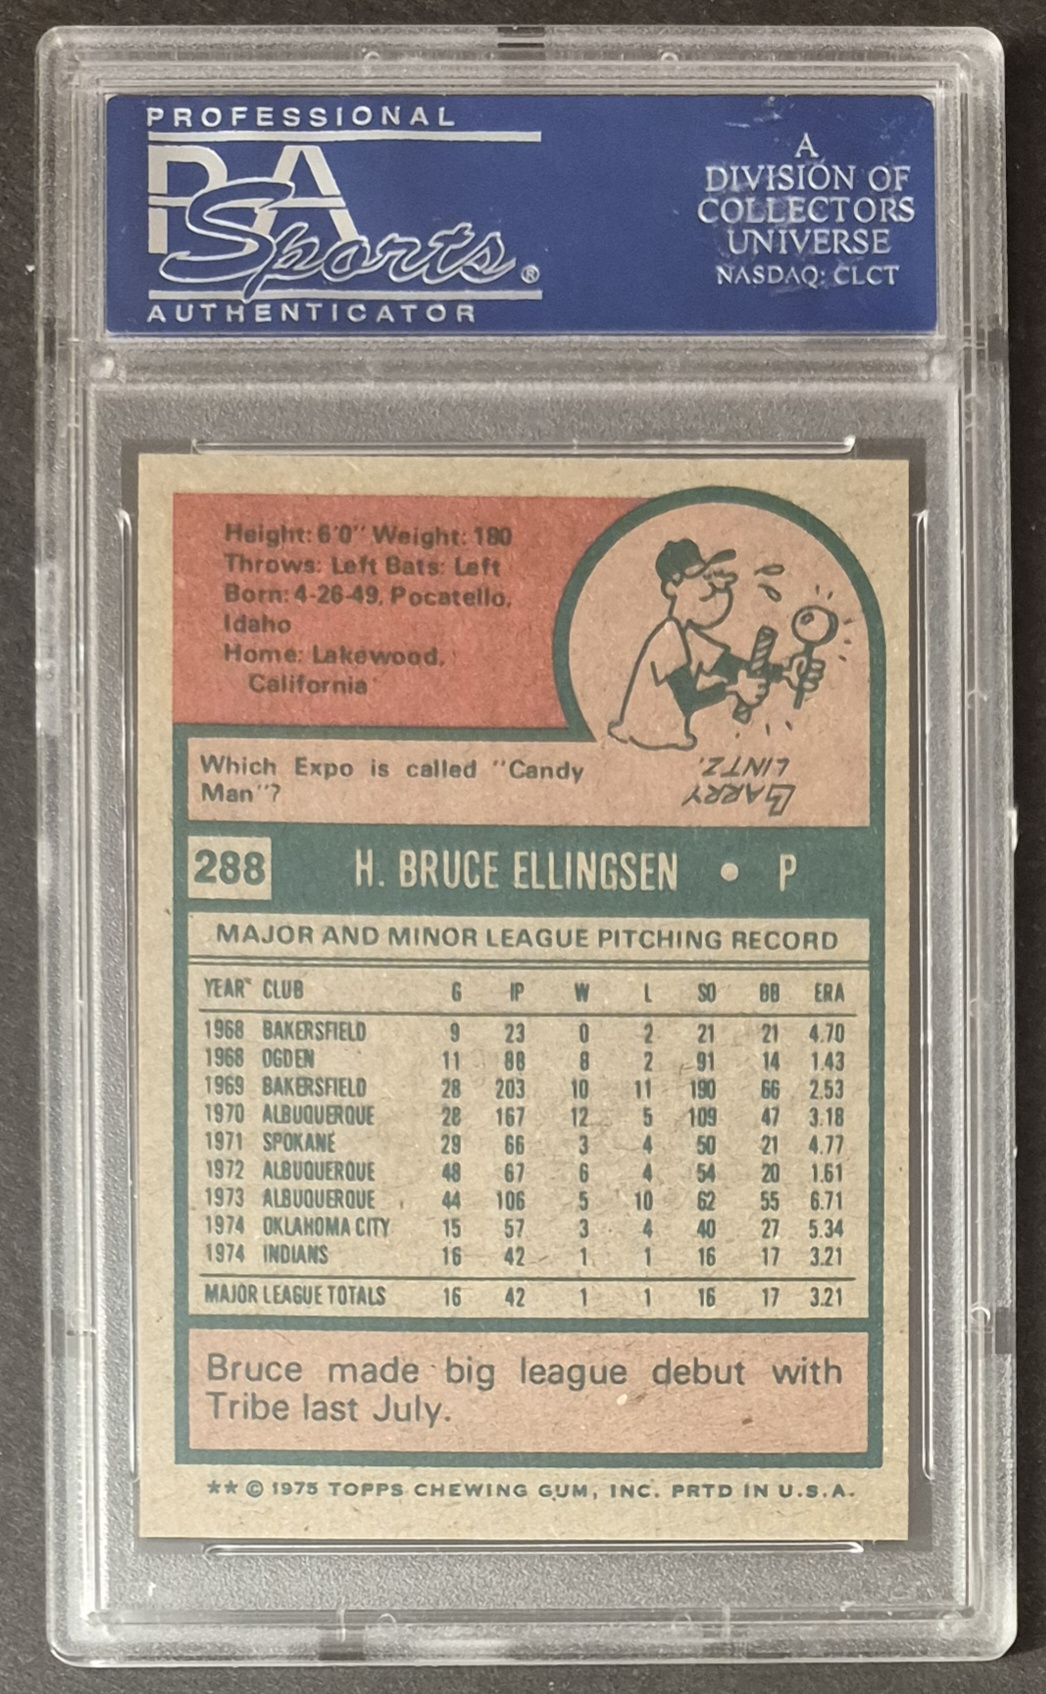 PROFESSIONAL
PSA
Sports®
AUTHENTICATOR
A
DIVISION OF
COLLECTORS
UNIVERSE
NASDAQ: CLCT
Height: 6'0" Weight: 180
Throws: Left Bats: Left
Born: 4-26-49, Pocatello,
Idaho
Home: Lakewood,
California
Which Expo is called "Candy
Man"?
LARRY
LINTZ.
288 H. BRUCE ELLINGSEN • P
MAJOR AND MINOR LEAGUE PITCHING RECORD
YEAR CLUB G IP W L SO BB ERA
1968 BAKERSFIELD 9 23 0 2 21 21 4.70
1968 OGDEN 11 88 8 2 91 14 1.43
1969 BAKERSFIELD 28 203 10 11 190 66 2.53
1970 ALBUQUERQUE 28 167 12 5 109 47 3.18
1971 SPOKANE 29 66 3 4 50 21 4.77
1972 ALBUQUERQUE 48 67 6 4 54 20 1.61
1973 ALBUQUERQUE 44 106 5 10 62 55 6.71
1974 OKLAHOMA CITY 15 57 3 4 40 27 5.34
1974 INDIANS 16 42 1 1 16 17 3.21
MAJOR LEAGUE TOTALS 16 42 1 1 16 17 3.21
Bruce made big league debut with
Tribe last July.
** © 1975 TOPPS CHEWING GUM, INC. PRTD IN U.S.A.